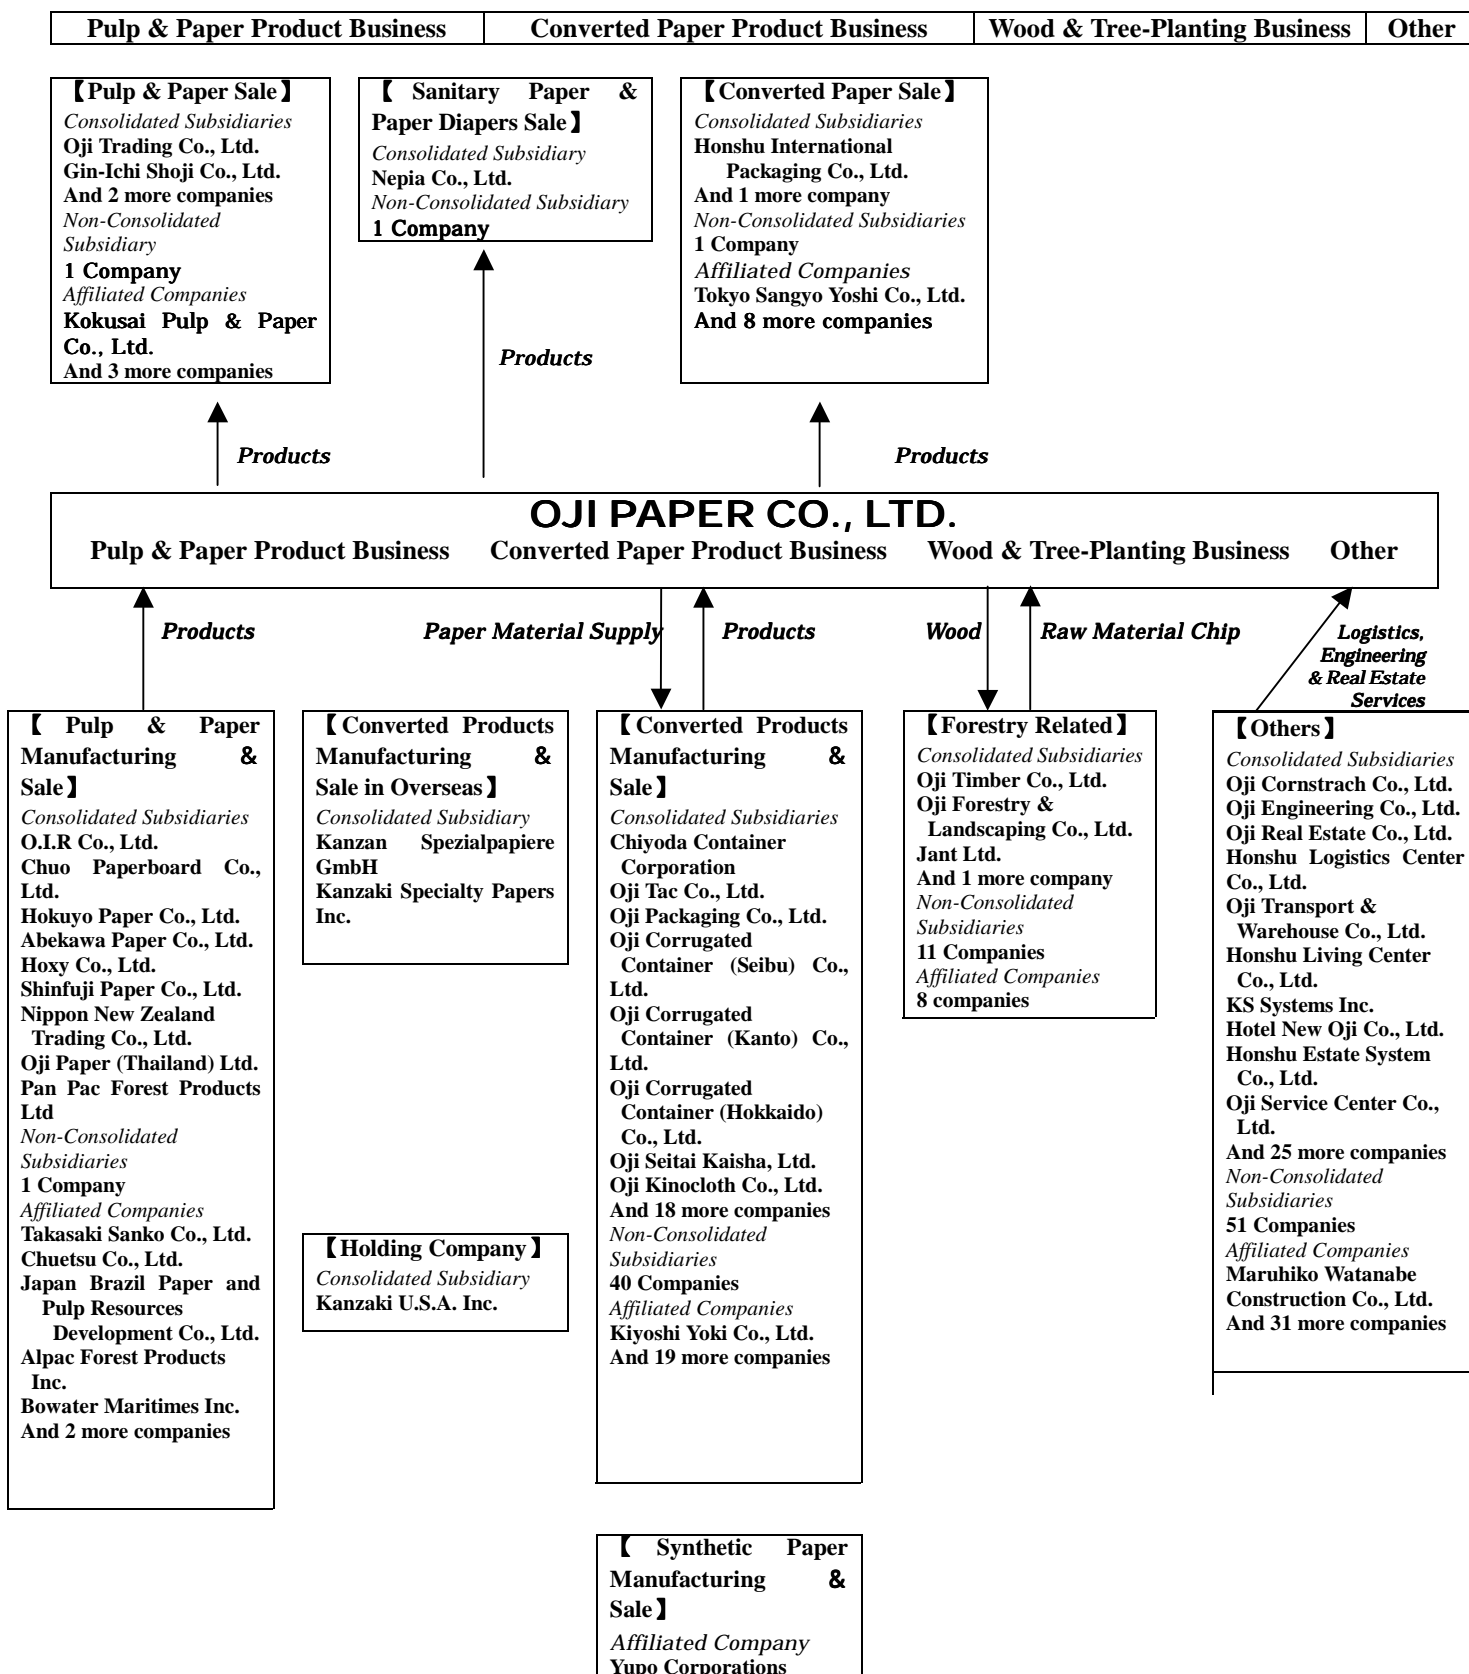 Pulp & Paper Product Business Converted Paper Product Business Wood & Tree-Planting Business Other
【Pulp & Paper Sale】
Consolidated Subsidiaries
Oji Trading Co., Ltd.
Gin-Ichi Shoji Co., Ltd.
And 2 more companies
Non-Consolidated
Subsidiary
1 Company
Affiliated Companies
Kokusai Pulp & Paper
Co., Ltd.
And 3 more companies
【 Sanitary Paper &
Paper Diapers Sale】
Consolidated Subsidiary
Nepia Co., Ltd.
Non-Consolidated Subsidiary
1 Company
【Converted Paper Sale】
Consolidated Subsidiaries
Honshu International
Packaging Co., Ltd.
And 1 more company
Non-Consolidated Subsidiaries
1 Company
Affiliated Companies
Tokyo Sangyo Yoshi Co., Ltd.
And 8 more companies
Products
Products
Products
OJI PAPER CO., LTD.
Pulp & Paper Product Business Converted Paper Product Business Wood & Tree-Planting Business Other
Products
Paper Material Supply
Products
Wood
Raw Material Chip
Logistics,
Engineering
& Real Estate
Services
【 Pulp & Paper
Manufacturing &
Sale】
Consolidated Subsidiaries
O.I.R Co., Ltd.
Chuo Paperboard Co.,
Ltd.
Hokuyo Paper Co., Ltd.
Abekawa Paper Co., Ltd.
Hoxy Co., Ltd.
Shinfuji Paper Co., Ltd.
Nippon New Zealand
Trading Co., Ltd.
Oji Paper (Thailand) Ltd.
Pan Pac Forest Products
Ltd
Non-Consolidated
Subsidiaries
1 Company
Affiliated Companies
Takasaki Sanko Co., Ltd.
Chuetsu Co., Ltd.
Japan Brazil Paper and
Pulp Resources
Development Co., Ltd.
Alpac Forest Products
Inc.
Bowater Maritimes Inc.
And 2 more companies
【Converted Products
Manufacturing &
Sale in Overseas】
Consolidated Subsidiary
Kanzan Spezialpapiere
GmbH
Kanzaki Specialty Papers
Inc.
【Holding Company】
Consolidated Subsidiary
Kanzaki U.S.A. Inc.
【Converted Products
Manufacturing &
Sale】
Consolidated Subsidiaries
Chiyoda Container
Corporation
Oji Tac Co., Ltd.
Oji Packaging Co., Ltd.
Oji Corrugated
Container (Seibu) Co.,
Ltd.
Oji Corrugated
Container (Kanto) Co.,
Ltd.
Oji Corrugated
Container (Hokkaido)
Co., Ltd.
Oji Seitai Kaisha, Ltd.
Oji Kinocloth Co., Ltd.
And 18 more companies
Non-Consolidated
Subsidiaries
40 Companies
Affiliated Companies
Kiyoshi Yoki Co., Ltd.
And 19 more companies
【 Synthetic Paper
Manufacturing &
Sale】
Affiliated Company
Yupo Corporations
【Forestry Related】
Consolidated Subsidiaries
Oji Timber Co., Ltd.
Oji Forestry &
Landscaping Co., Ltd.
Jant Ltd.
And 1 more company
Non-Consolidated
Subsidiaries
11 Companies
Affiliated Companies
8 companies
【Others】
Consolidated Subsidiaries
Oji Cornstrach Co., Ltd.
Oji Engineering Co., Ltd.
Oji Real Estate Co., Ltd.
Honshu Logistics Center
Co., Ltd.
Oji Transport &
Warehouse Co., Ltd.
Honshu Living Center
Co., Ltd.
KS Systems Inc.
Hotel New Oji Co., Ltd.
Honshu Estate System
Co., Ltd.
Oji Service Center Co.,
Ltd.
And 25 more companies
Non-Consolidated
Subsidiaries
51 Companies
Affiliated Companies
Maruhiko Watanabe
Construction Co., Ltd.
And 31 more companies